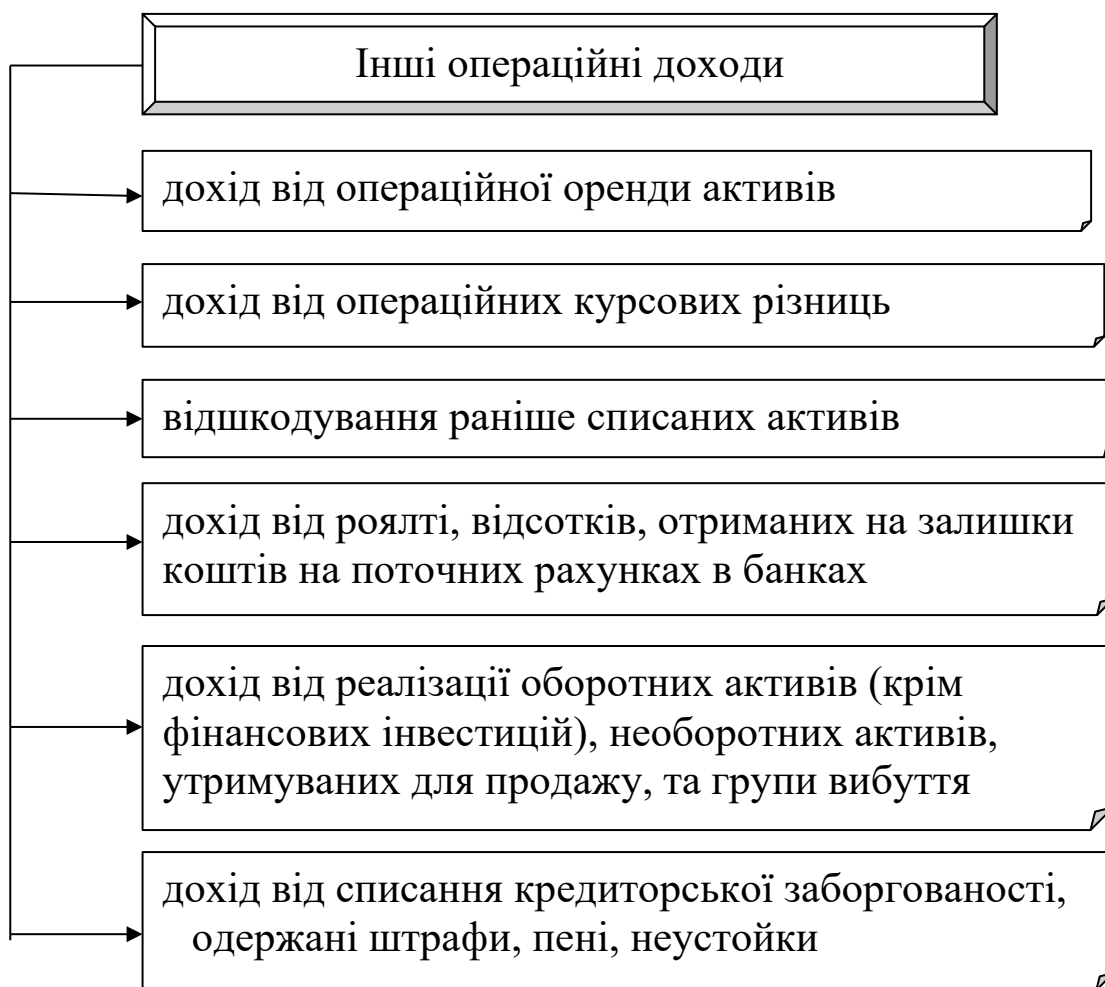 Інші операційні доходи
дохід від операційної оренди активів
дохід від операційних курсових різниць
відшкодування раніше списаних активів
дохід від роялті, відсотків, отриманих на залишки
коштів на поточних рахунках в банках
дохід від реалізації оборотних активів (крім
фінансових інвестицій), необоротних активів,
утримуваних для продажу, та групи вибуття
дохід від списання кредиторської заборгованості,
одержані штрафи, пені, неустойки